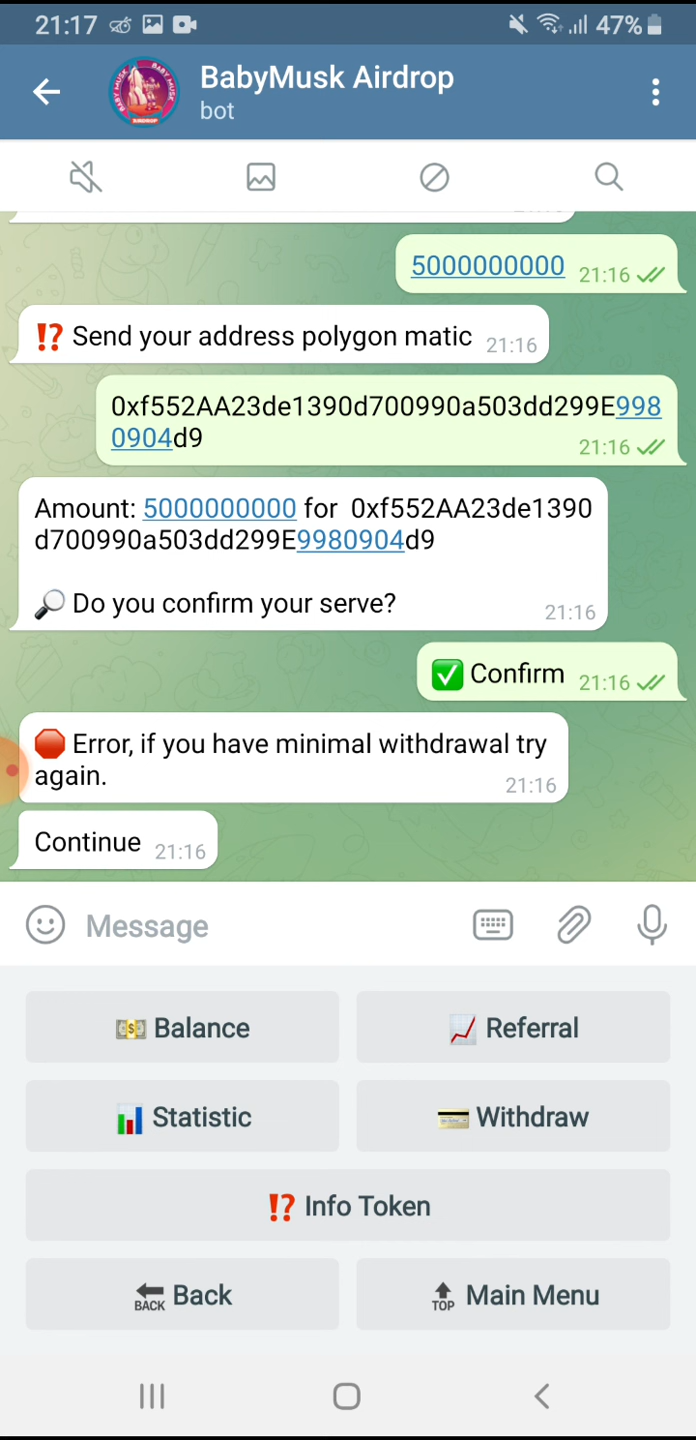 21:17 47%
BabyMusk Airdrop
bot
5000000000 21:16
⁉️ Send your address polygon matic 21:16
0xf552AA23de1390d700990a503dd299E998
0904d9 21:16
Amount: 5000000000 for 0xf552AA23de1390
d700990a503dd299E9980904d9
🔎 Do you confirm your serve? 21:16
✅ Confirm 21:16
🛑 Error, if you have minimal withdrawal try
again. 21:16
Continue 21:16
Message
💵 Balance
📈 Referral
📊 Statistic
💳 Withdraw
⁉️ Info Token
🔙 Back
🔝 Main Menu